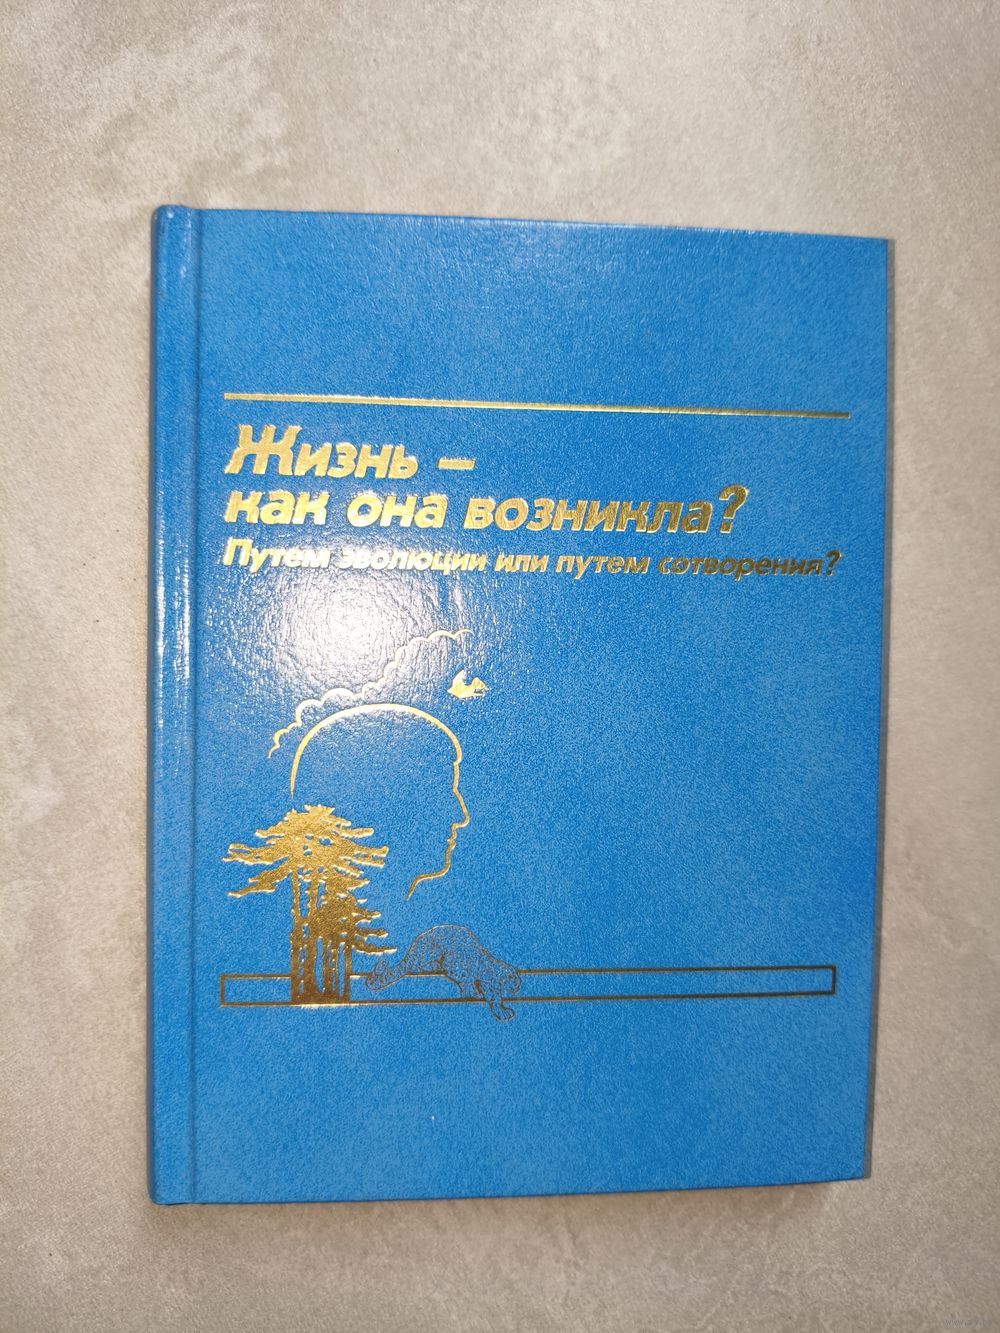 Жизнь –
как она возникла?
Путем эволюции или путем сотворения?